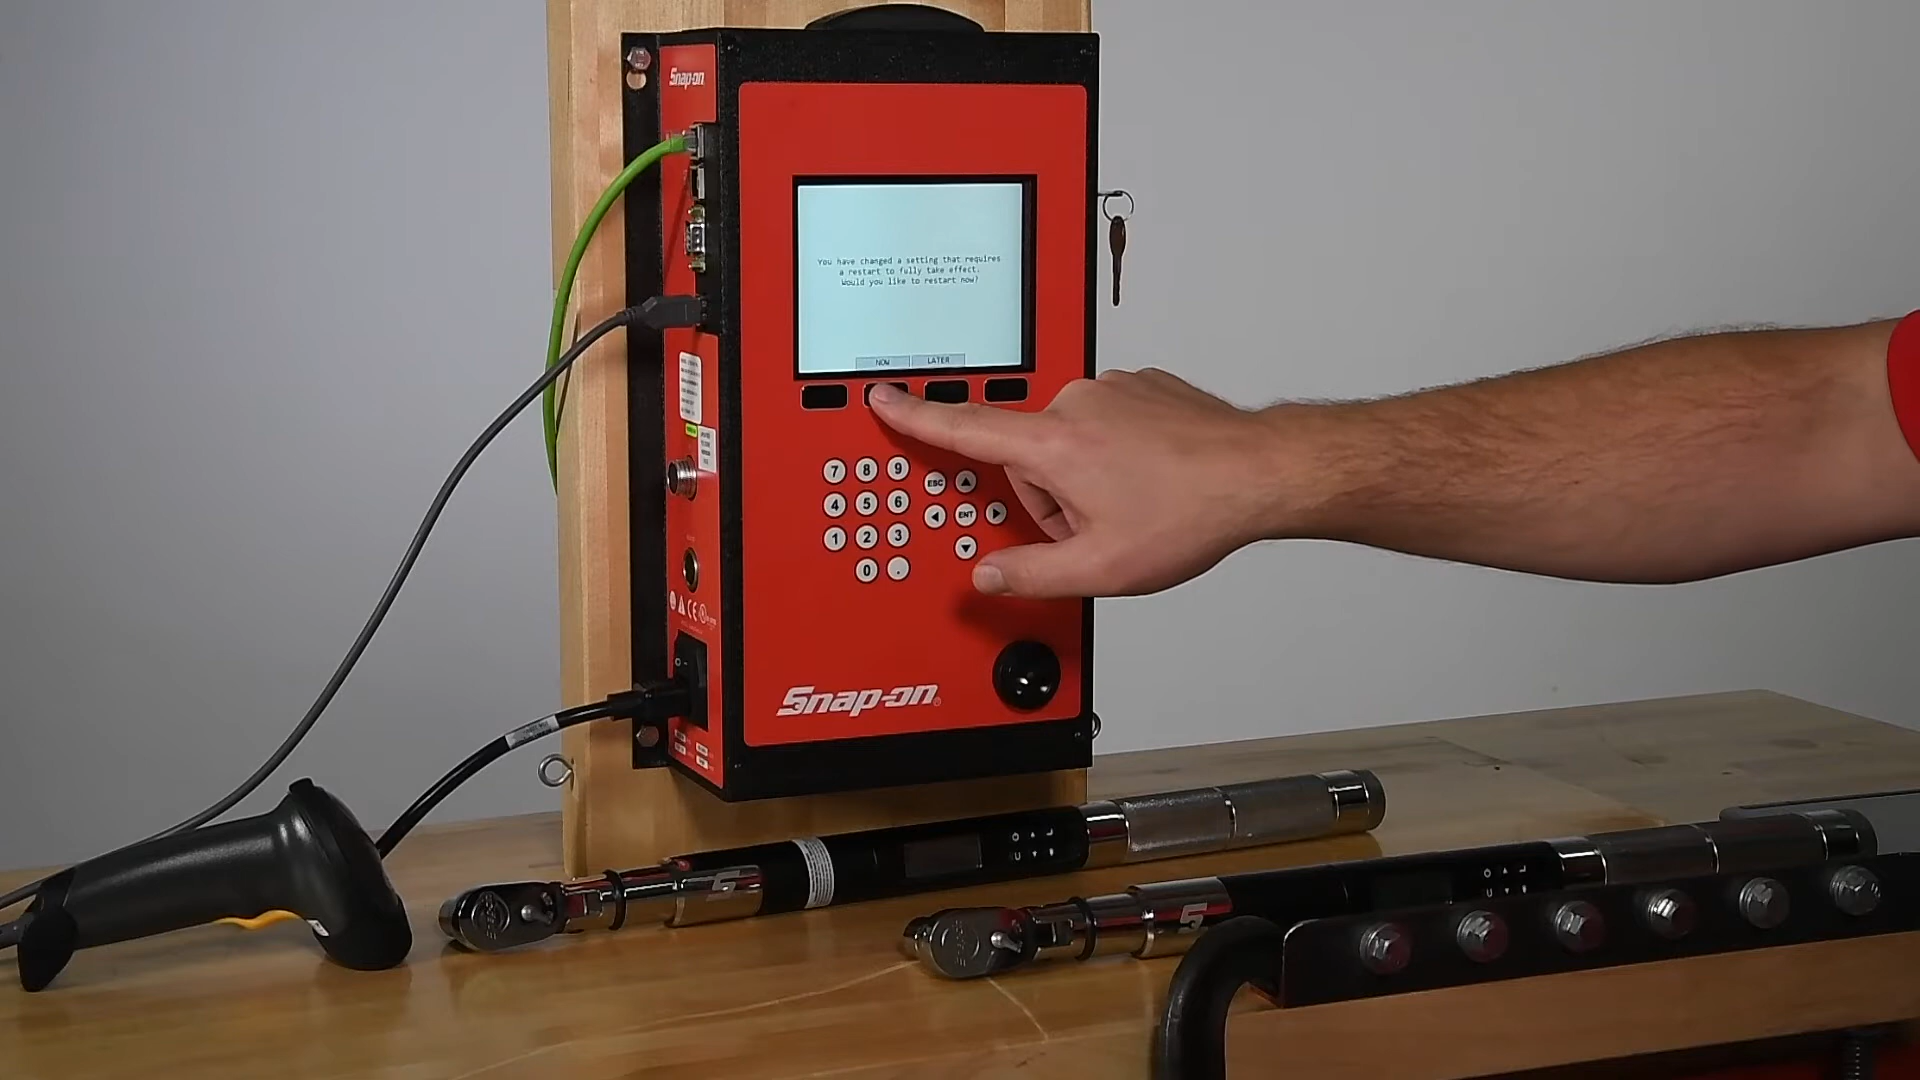 Snap-on
You have changed a setting that requires
a restart to fully take effect.
Would you like to restart now?
NOW LATER
7 8 9
ESC
4 5 6
ENT
1 2 3
0 .
CE
Snap-on